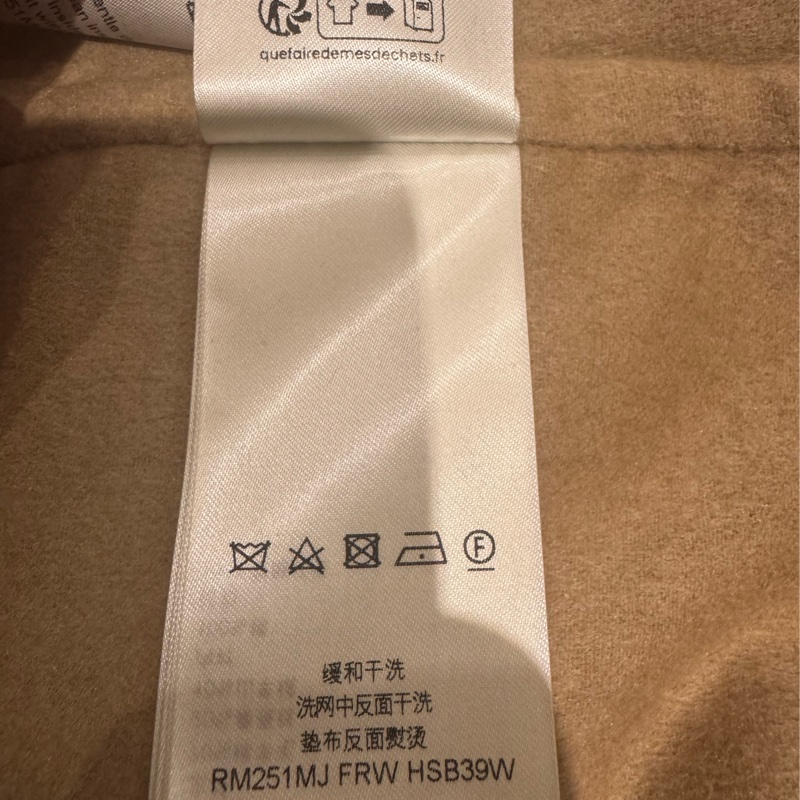 quefairedemesdechets.fr
F
缓和干洗
洗网中反面干洗
垫布反面熨烫
RM251MJ FRW HSB39W